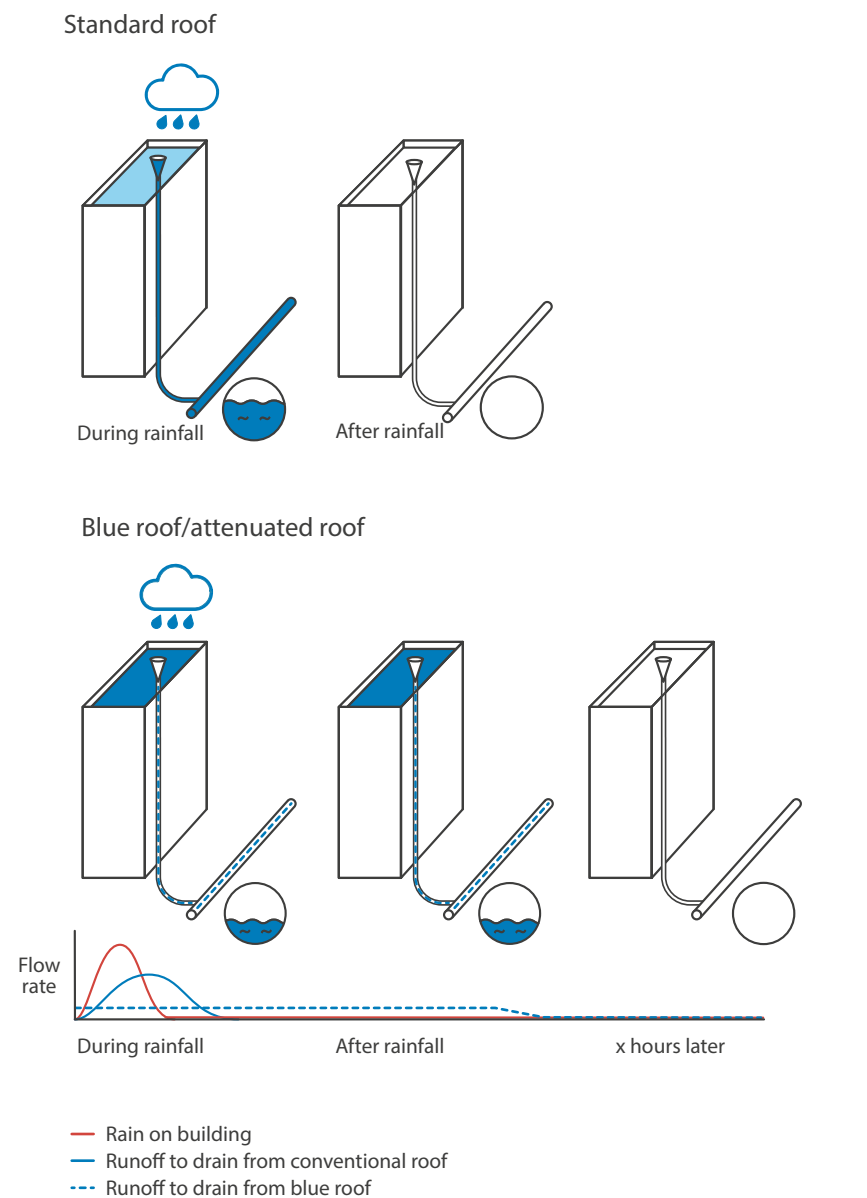 Standard roof
During rainfall
After rainfall
Blue roof/attenuated roof
Flow
rate
During rainfall
After rainfall
x hours later
Rain on building
Runoff to drain from conventional roof
Runoff to drain from blue roof